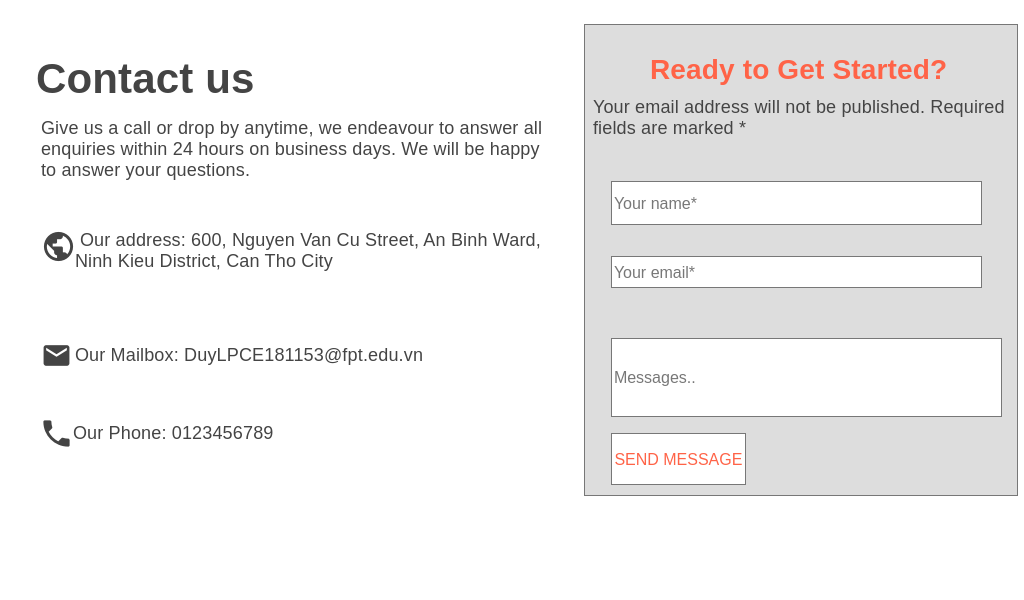 Contact us
Give us a call or drop by anytime, we endeavour to answer all
enquiries within 24 hours on business days. We will be happy
to answer your questions.
Our address: 600, Nguyen Van Cu Street, An Binh Ward,
Ninh Kieu District, Can Tho City
Our Mailbox: DuyLPCE181153@fpt.edu.vn
Our Phone: 0123456789
Ready to Get Started?
Your email address will not be published. Required
fields are marked *
Your name*
Your email*
Messages..
SEND MESSAGE